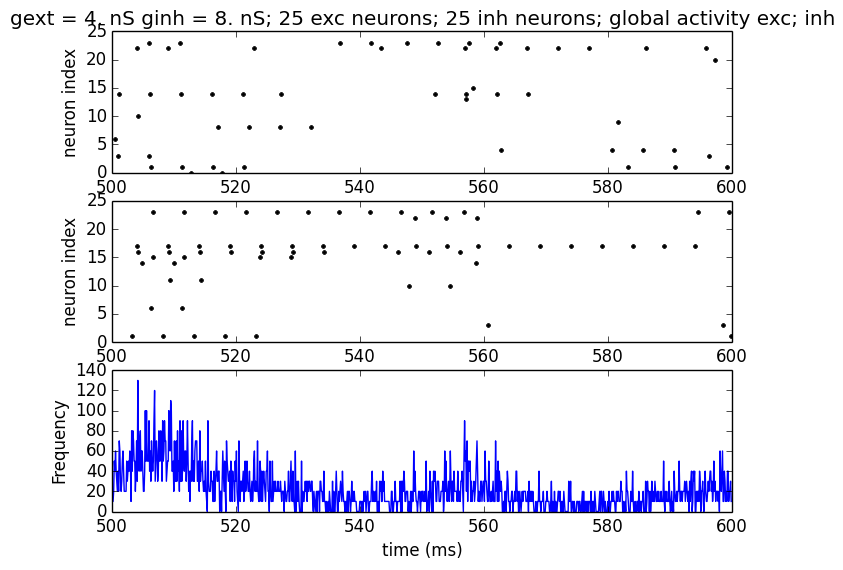 gext = 4. nS ginh = 8. nS; 25 exc neurons; 25 inh neurons; global activity exc; inh
25
20
15
10
5
0
neuron index
500 520 540 560 580 600
25
20
15
10
5
0
neuron index
500 520 540 560 580 600
140
120
100
80
60
40
20
0
Frequency
500 520 540 560 580 600
time (ms)